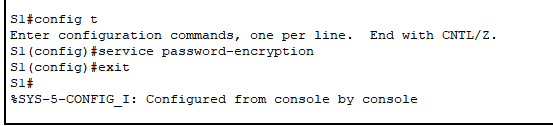 S1#config t
Enter configuration commands, one per line.  End with CNTL/Z.
S1(config)#service password-encryption
S1(config)#exit
S1#
%SYS-5-CONFIG_I: Configured from console by console